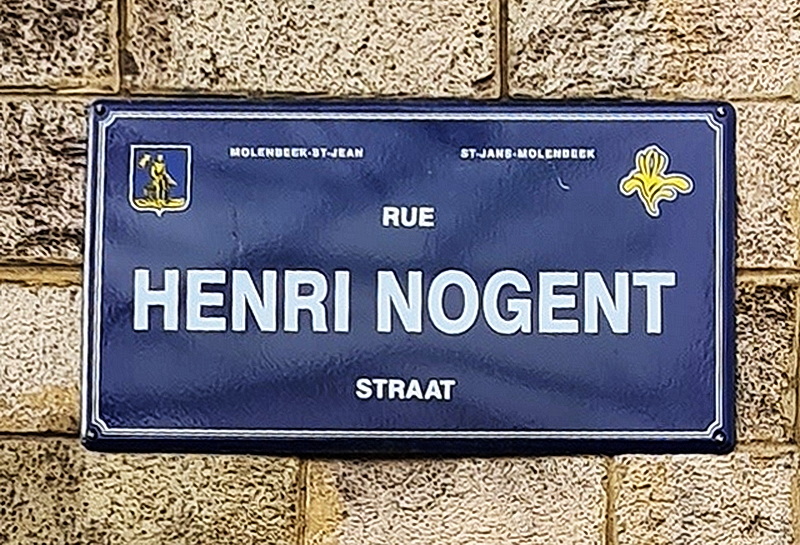 MOLENBEEK-ST-JEAN ST-JANS-MOLENBEEK
RUE
HENRI NOGENT
STRAAT